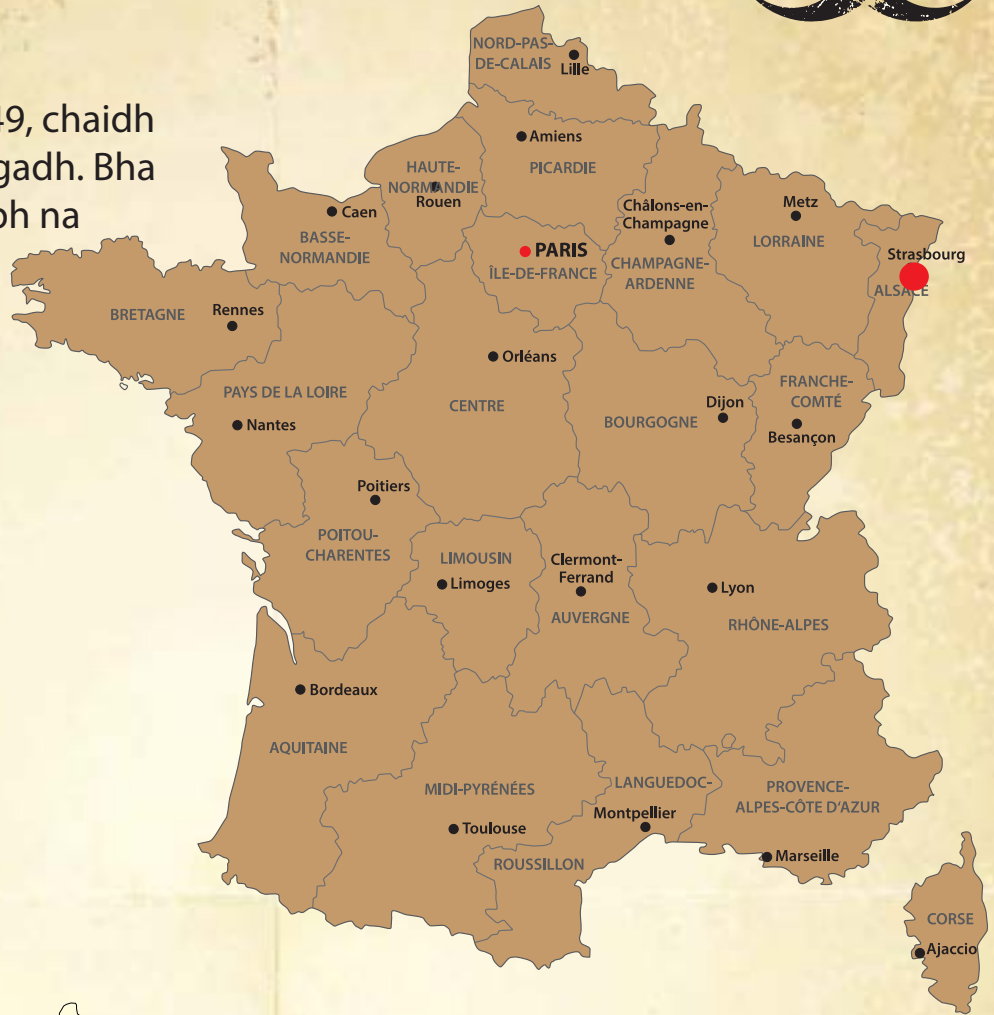 49, chaidh
gadh. Bha
na
NORD-PAS-
DE-CALAIS
Lille
Amiens
PICARDIE
HAUTE-
NORMANDIE
Rouen
Caen
BASSE-
NORMANDIE
PARIS
ÎLE-DE-FRANCE
Châlons-en-
Champagne
CHAMPAGNE-
ARDENNE
Metz
LORRAINE
Strasbourg
ALSACE
BRETAGNE
Rennes
PAYS DE LA LOIRE
Nantes
Orléans
CENTRE
BOURGOGNE
Dijon
FRANCHE-
COMTÉ
Besançon
Poitiers
POITOU-
CHARENTES
LIMOUSIN
Limoges
Clermont-
Ferrand
AUVERGNE
Lyon
RHÔNE-ALPES
Bordeaux
AQUITAINE
MIDI-PYRÉNÉES
Toulouse
LANGUEDOC-
Montpellier
ROUSSILLON
PROVENCE-
ALPES-CÔTE D'AZUR
Marseille
CORSE
Ajaccio